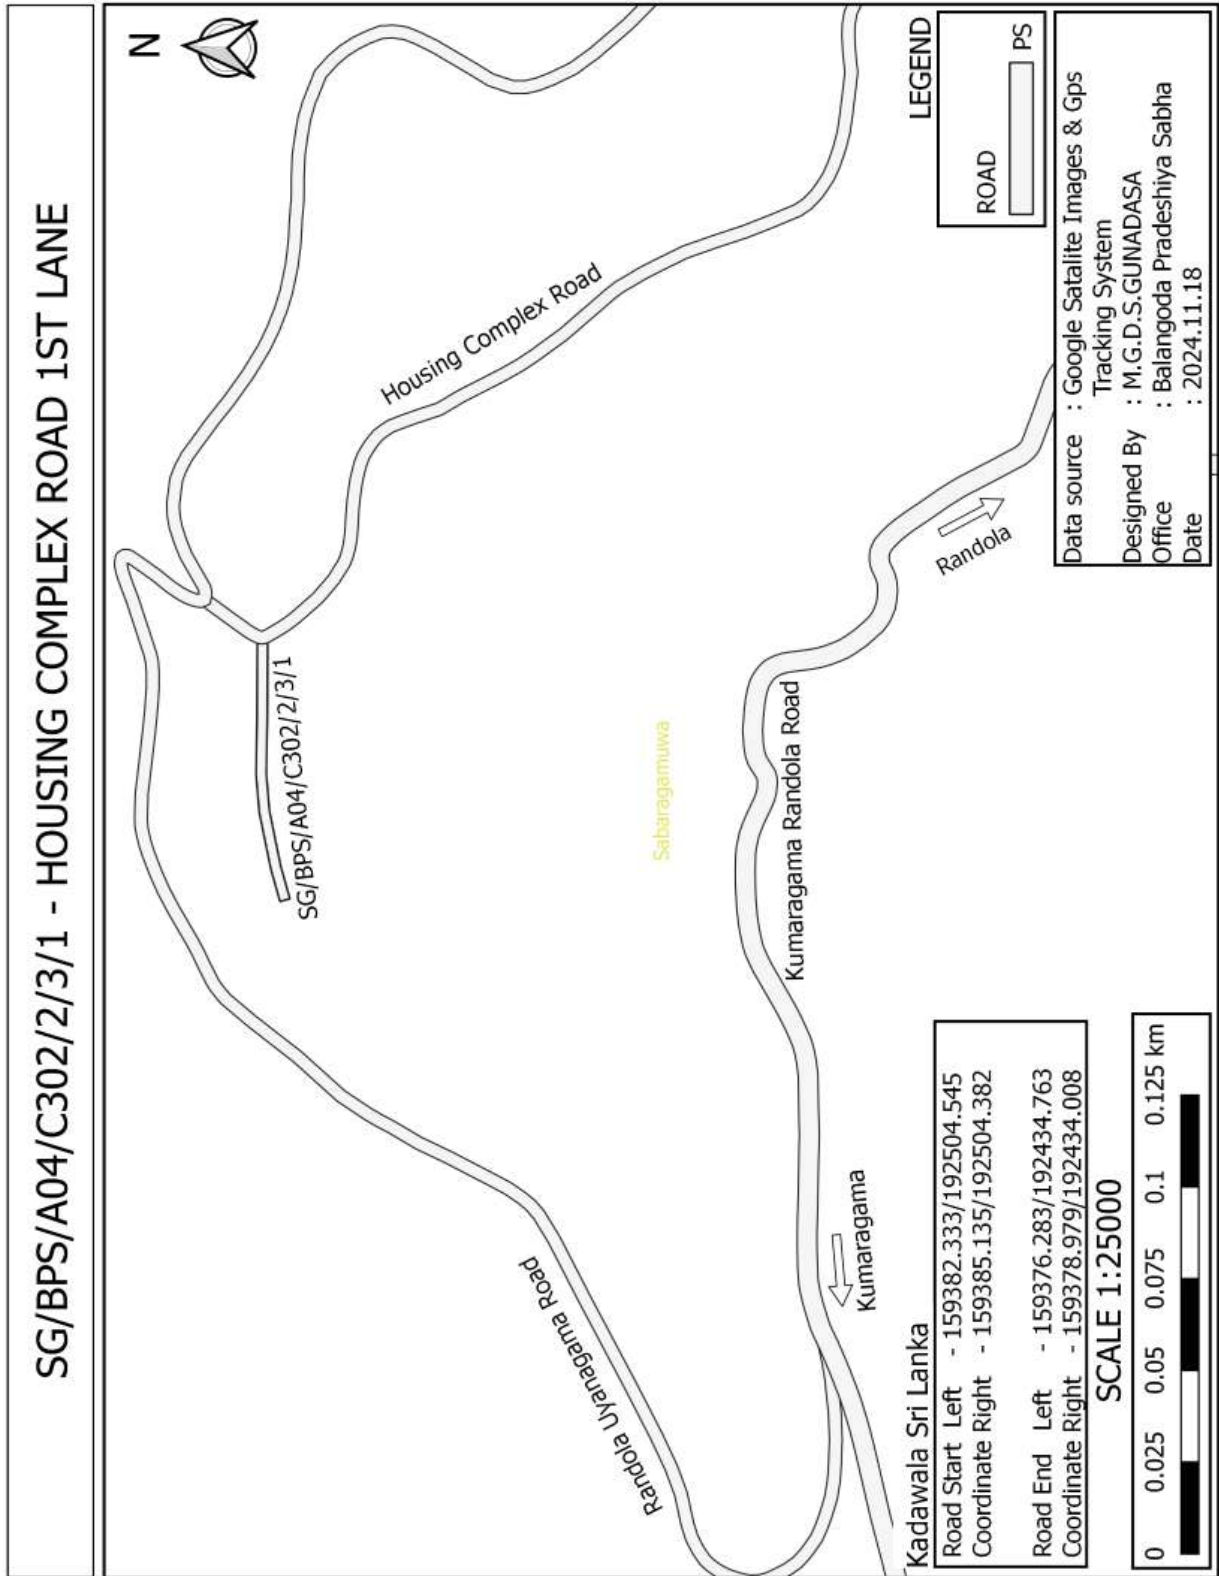 SG/BPS/A04/C302/2/3/1 - HOUSING COMPLEX ROAD 1ST LANE
N
Housing Complex Road
SG/BPS/A04/C302/2/3/1
Sabaragamuwa
Randola Uyanagama Road
Kumaragama Randola Road
Randola
Kumaragama
LEGEND
ROAD
PS
Kadawala Sri Lanka
Road Start Left - 159382.333/192504.545
Coordinate Right - 159385.135/192504.382
Road End Left - 159376.283/192434.763
Coordinate Right - 159378.979/192434.008
SCALE 1:25000
0 0.025 0.05 0.075 0.1 0.125 km
Data source : Google Satalite Images & Gps
Tracking System
Designed By : M.G.D.S.GUNADASA
Office : Balangoda Pradeshiya Sabha
Date : 2024.11.18